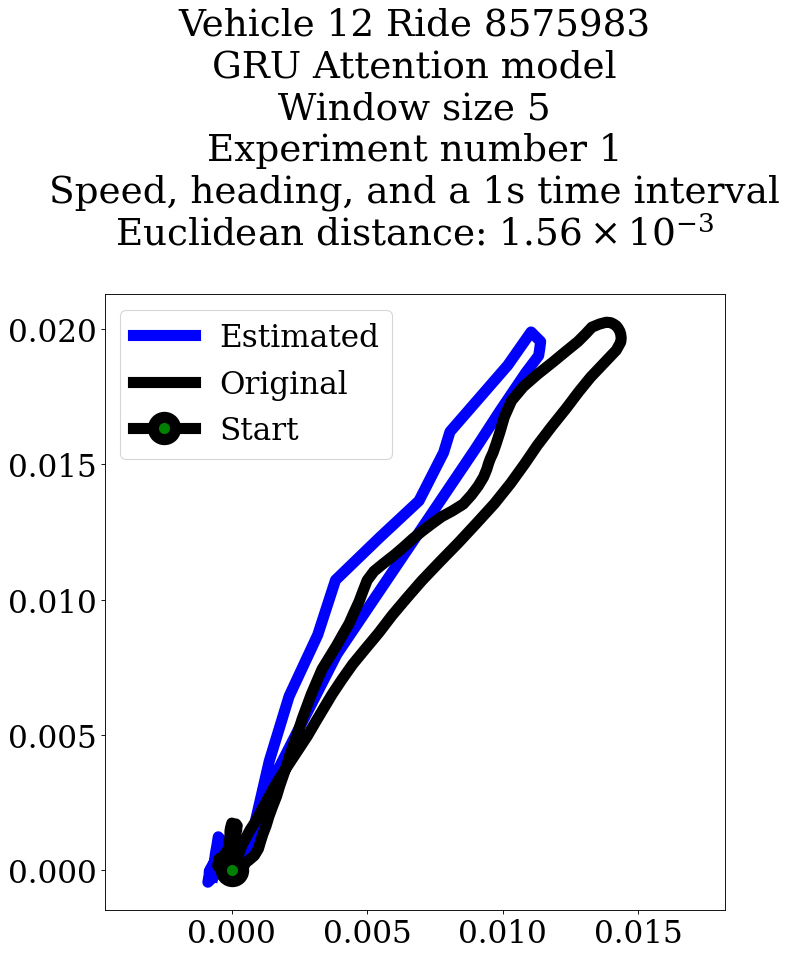 Vehicle 12 Ride 8575983
GRU Attention model
Window size 5
Experiment number 1
Speed, heading, and a 1s time interval
Euclidean distance: 1.56 × 10⁻³
Estimated
Original
Start
0.020
0.015
0.010
0.005
0.000
0.000 0.005 0.010 0.015